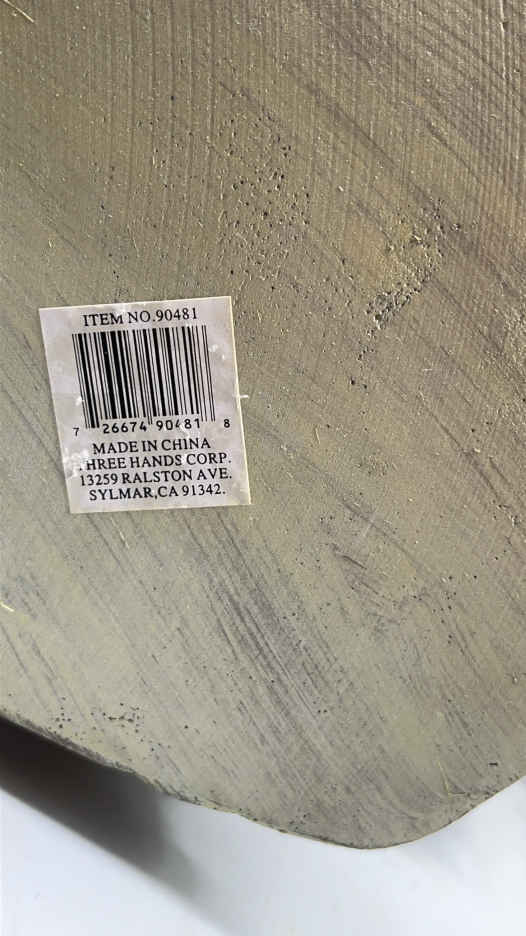 ITEM NO.90481
7 26674 90481 8
MADE IN CHINA
THREE HANDS CORP.
13259 RALSTON AVE.
SYLMAR,CA 91342.